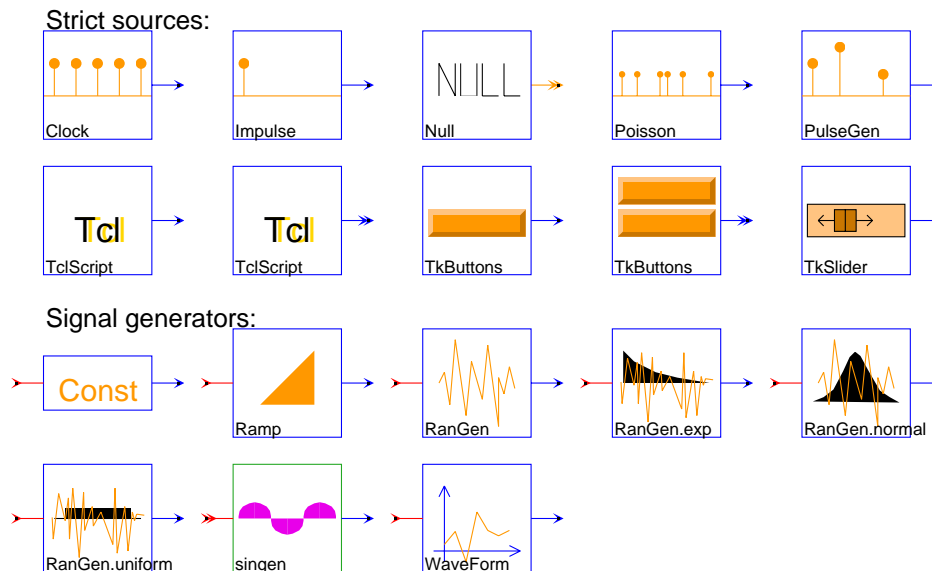 Strict sources:
NULL
Clock
Impulse
Null
Poisson
PulseGen
Tcl
Tcl
TclScript
TclScript
TkButtons
TkButtons
TkSlider
Signal generators:
Const
Ramp
RanGen
RanGen.exp
RanGen.normal
RanGen.uniform
singen
WaveForm